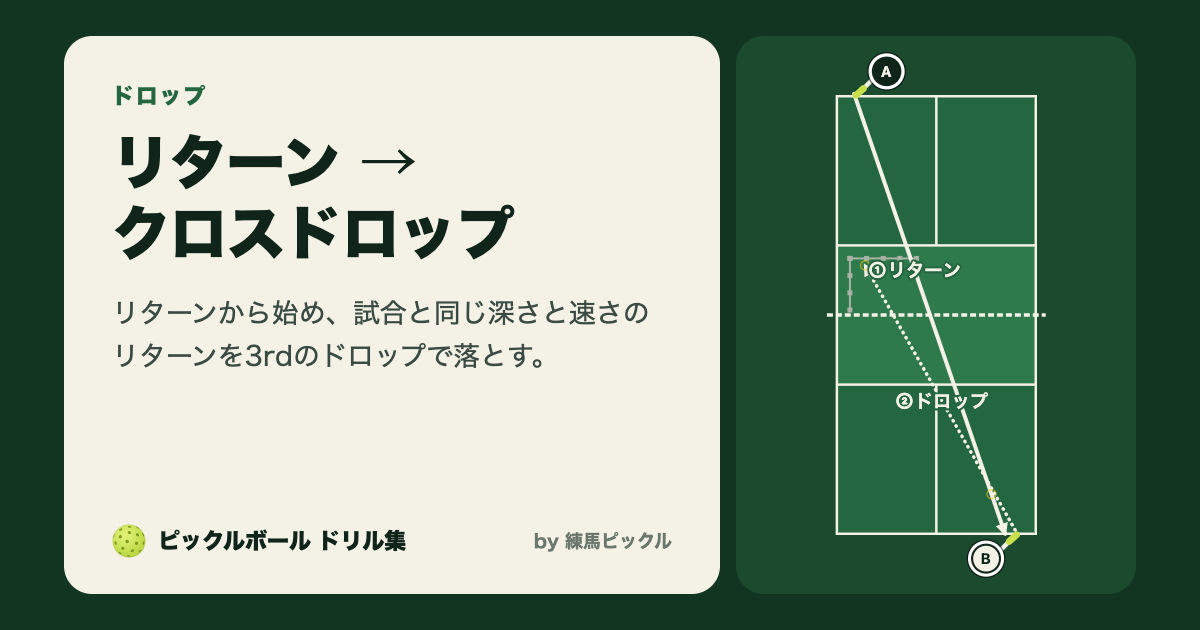 ドロップ
リターン →
クロスドロップ
リターンから始め、試合と同じ深さと速さの
リターンを3rdのドロップで落とす。
ピックルボール ドリル集
by 練馬ピックル
A
①リターン
②ドロップ
B